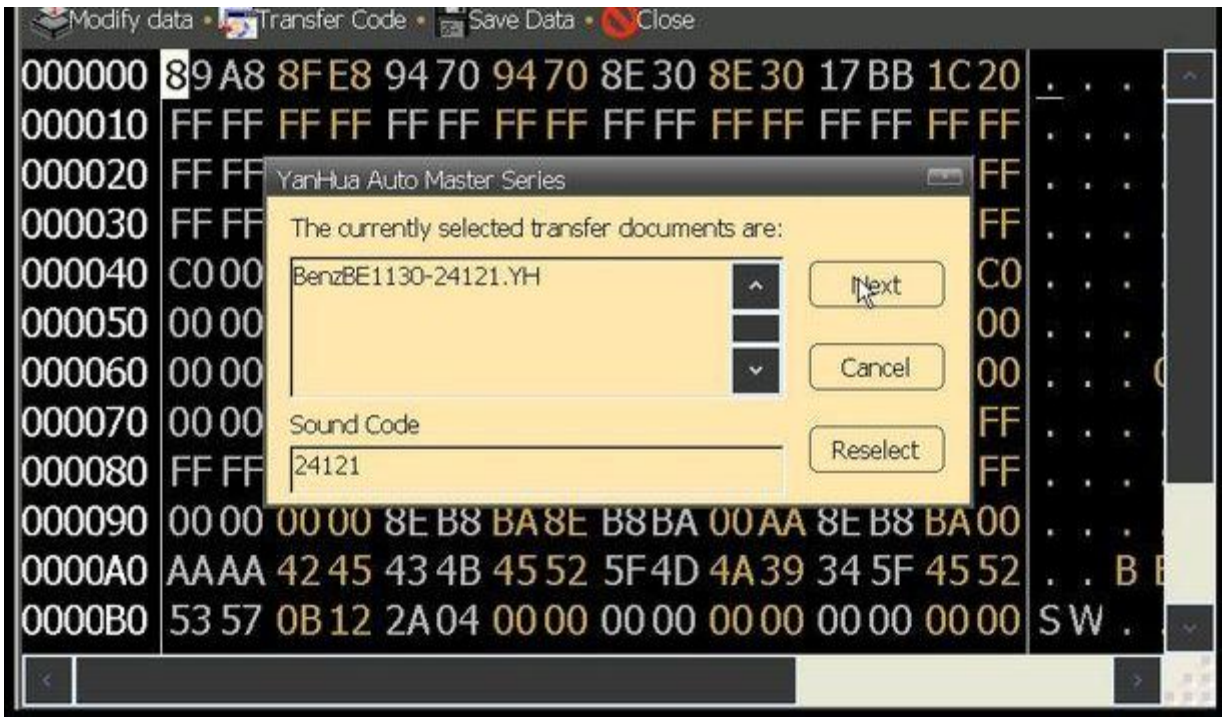 Modify data • Transfer Code • Save Data • Close
000000 89 A8 8F E8 94 70 94 70 8E 30 8E 30 17 BB 1C 20 . . . .
000010 FF FF FF FF FF FF FF FF FF FF FF FF FF FF FF FF . . .
000020 FF FF FF . . .
000030 FF FF FF . . .
000040 C0 00 C0 . . .
000050 00 00 00 . . .
000060 00 00 00 . . .
000070 00 00 FF . . .
000080 FF FF FF . . .
YanHua Auto Master Series
The currently selected transfer documents are:
BenzBE1130-24121.YH
Next
Cancel
Sound Code
24121
Reselect
000090 00 00 00 00 8E B8 BA 8E B8 BA 00 AA 8E B8 BA 00 . . .
0000A0 AA AA 42 45 43 4B 45 52 5F 4D 4A 39 34 5F 45 52 . . B E
0000B0 53 57 0B 12 2A 04 00 00 00 00 00 00 00 00 00 00 S W . .